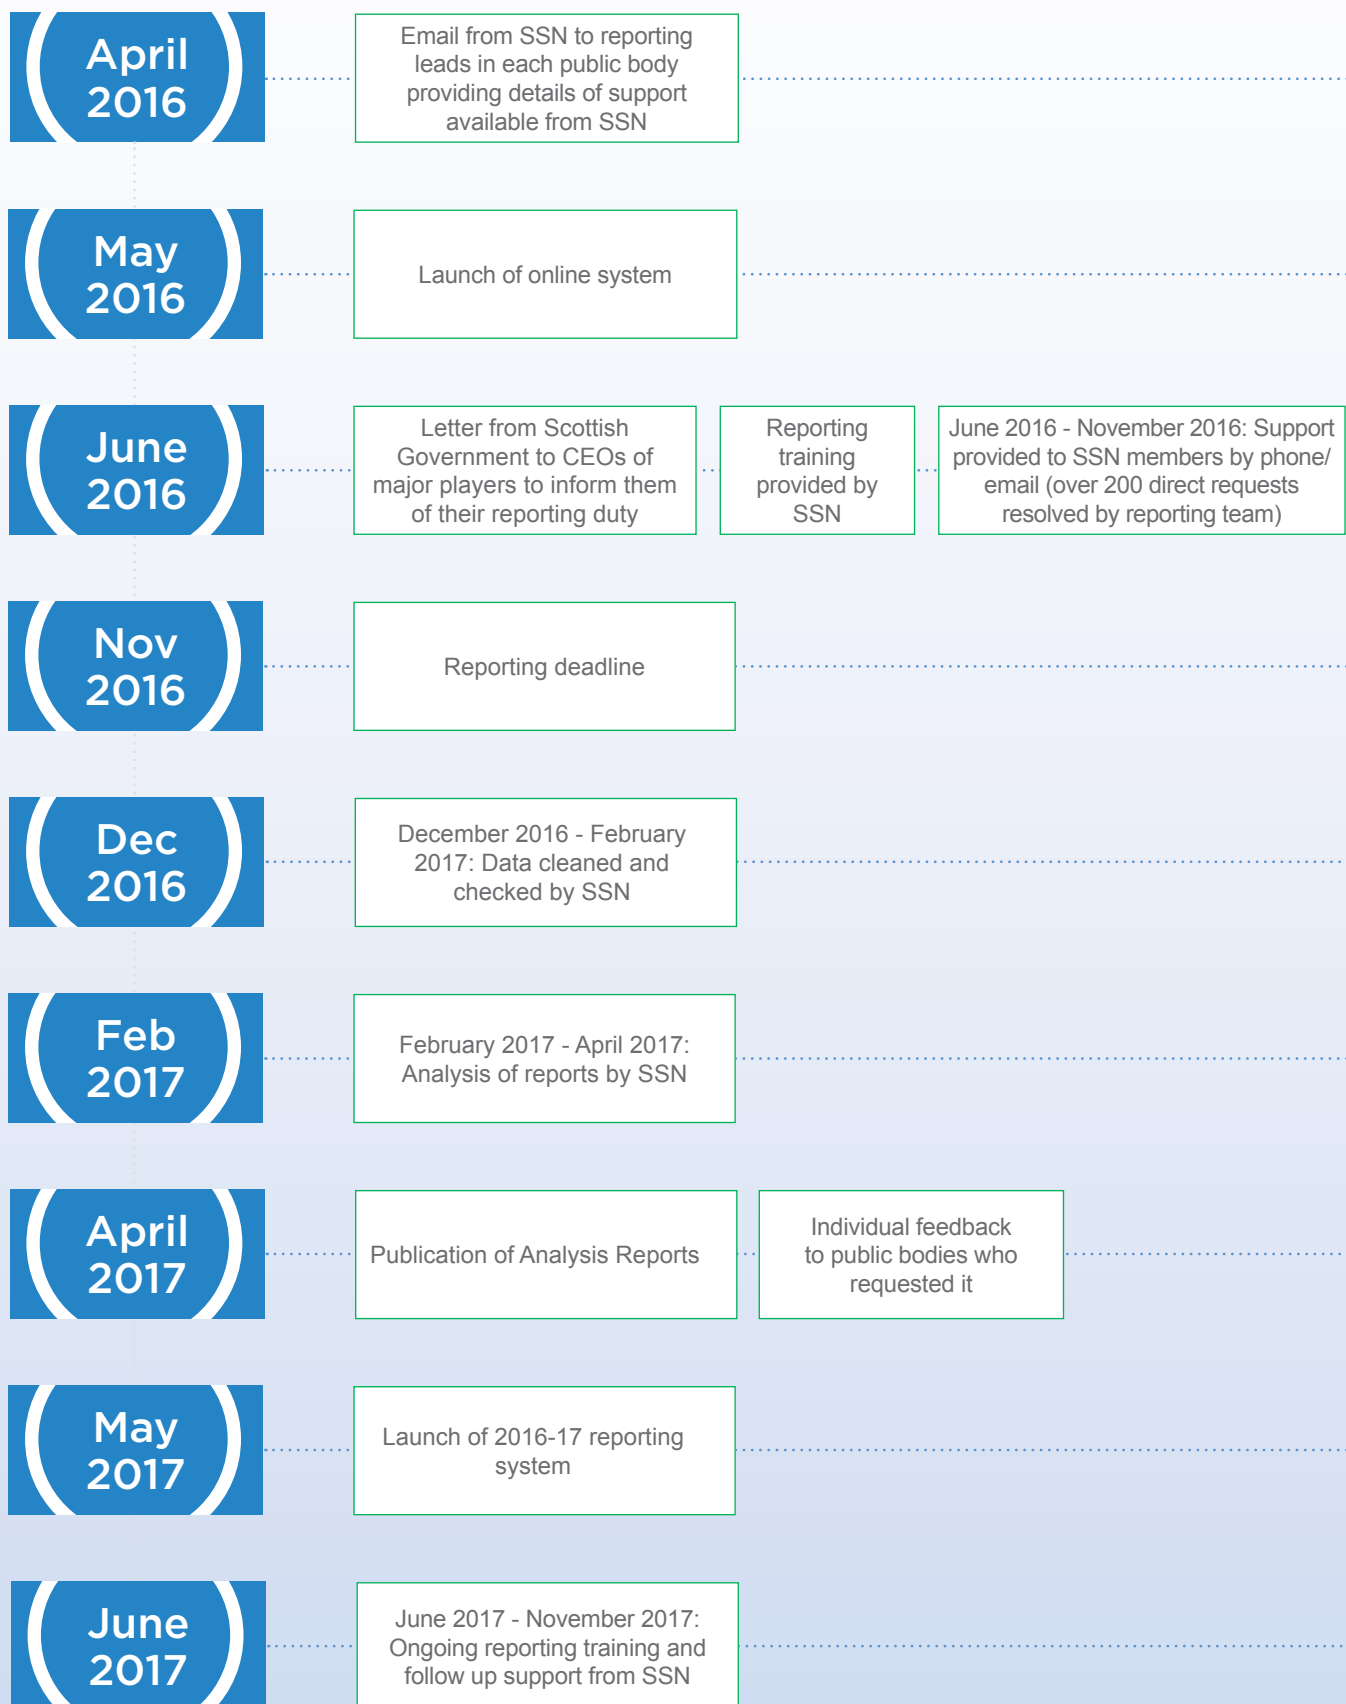 April
2016
Email from SSN to reporting
leads in each public body
providing details of support
available from SSN
May
2016
Launch of online system
June
2016
Letter from Scottish
Government to CEOs of
major players to inform them
of their reporting duty
Reporting
training
provided by
SSN
June 2016 - November 2016: Support
provided to SSN members by phone/
email (over 200 direct requests
resolved by reporting team)
Nov
2016
Reporting deadline
Dec
2016
December 2016 - February
2017: Data cleaned and
checked by SSN
Feb
2017
February 2017 - April 2017:
Analysis of reports by SSN
April
2017
Publication of Analysis Reports
Individual feedback
to public bodies who
requested it
May
2017
Launch of 2016-17 reporting
system
June
2017
June 2017 - November 2017:
Ongoing reporting training and
follow up support from SSN